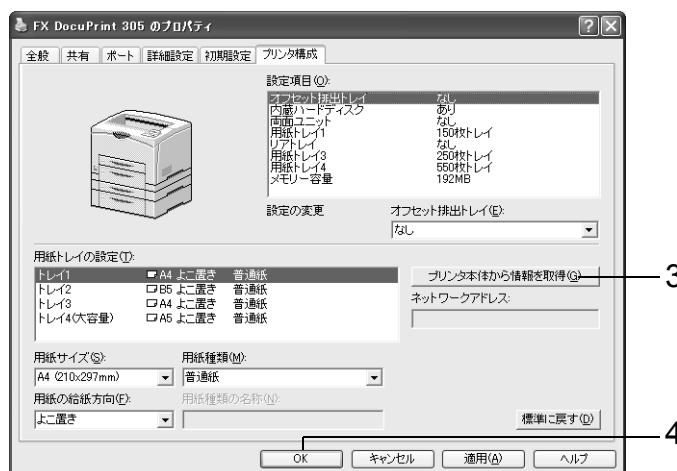 FX DocuPrint 305 のプロパティ
全般 共有 ポート 詳細設定 初期設定 プリンタ構成
設定項目(O):
オフセット排出トレイ なし
内蔵ハードディスク あり
両面ユニット なし
用紙トレイ1 150枚トレイ
リアトレイ なし
用紙トレイ3 250枚トレイ
用紙トレイ4 550枚トレイ
メモリー容量 192MB
設定の変更 オフセット排出トレイ(E):
なし
用紙トレイの設定(T):
トレイ1 A4 よこ置き 普通紙
トレイ2 B5 よこ置き 普通紙
トレイ3 A4 よこ置き 普通紙
トレイ4(大容量) A5 よこ置き 普通紙
プリンタ本体から情報を取得(G) 3
ネットワークアドレス:
用紙サイズ(S): 用紙種類(M):
A4 (210x297mm) 普通紙
用紙の給紙方向(F): 用紙種類の名称(N):
よこ置き 標準に戻す(D)
4
OK キャンセル 適用(A) ヘルプ